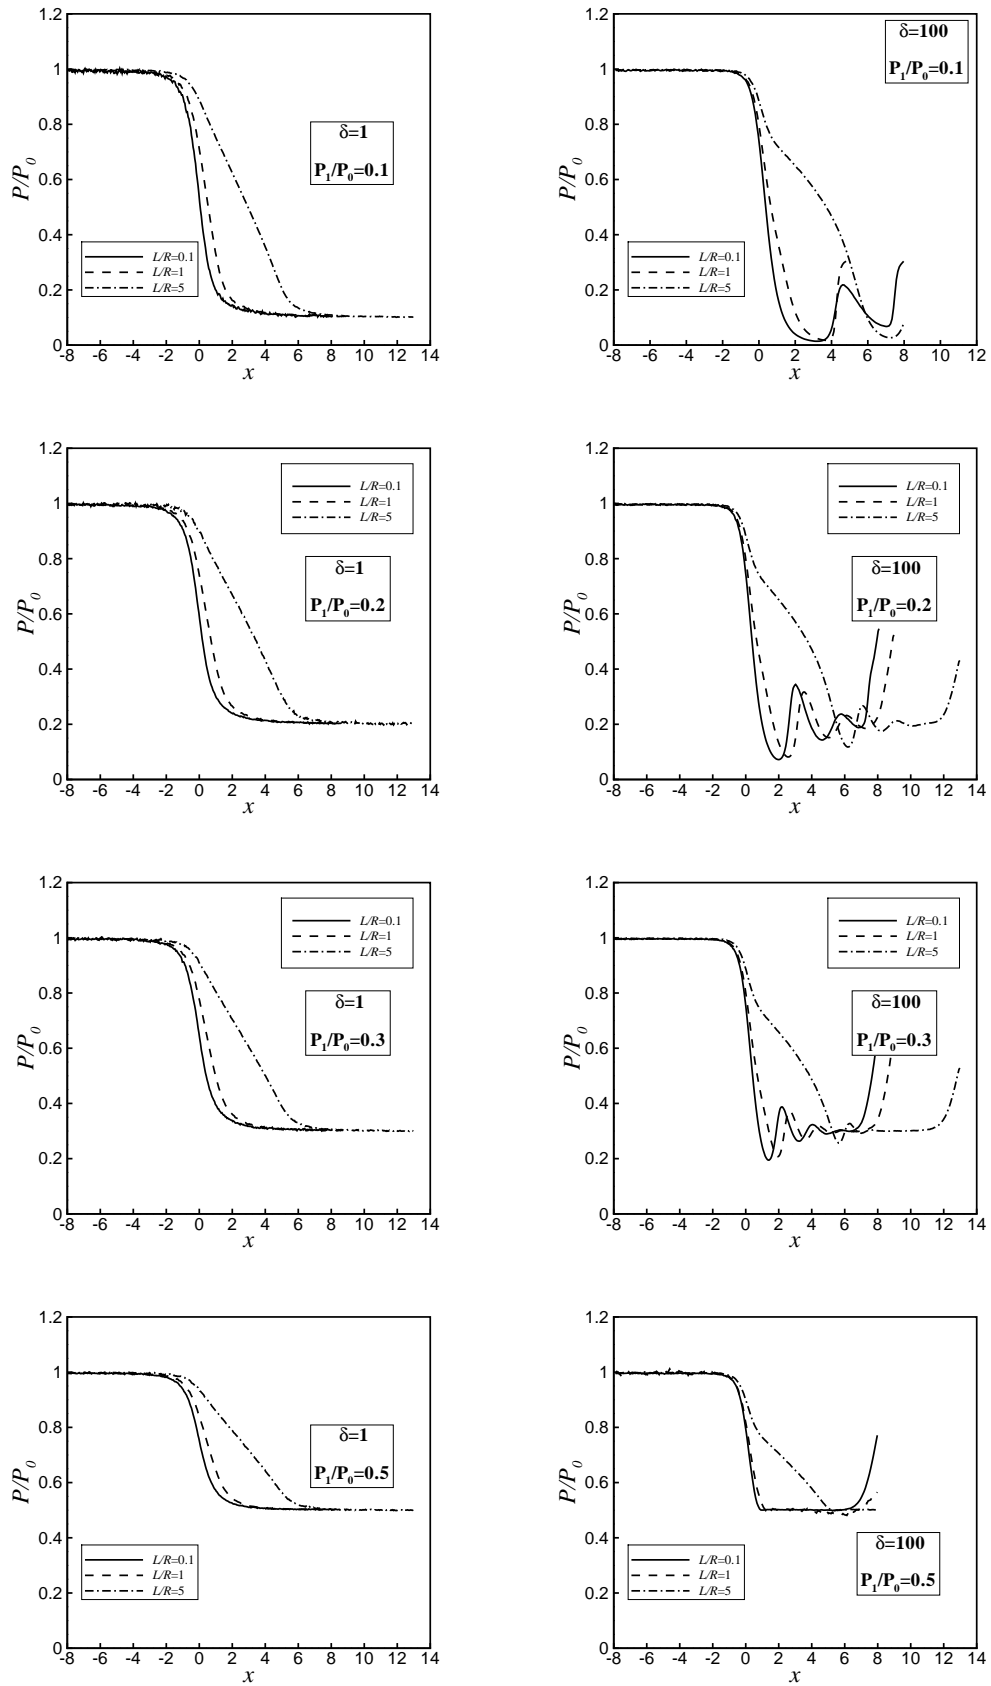 1.2
1
0.8
0.6
0.4
0.2
0
P/P0
-8 -6 -4 -2 0 2 4 6 8 10 12 14
x
δ=1
P1/P0=0.1
L/R=0.1
L/R=1
L/R=5
1.2
1
0.8
0.6
0.4
0.2
0
P/P0
-8 -6 -4 -2 0 2 4 6 8 10 12
x
δ=100
P1/P0=0.1
L/R=0.1
L/R=1
L/R=5
1.2
1
0.8
0.6
0.4
0.2
0
P/P0
-8 -6 -4 -2 0 2 4 6 8 10 12 14
x
L/R=0.1
L/R=1
L/R=5
δ=1
P1/P0=0.2
1.2
1
0.8
0.6
0.4
0.2
0
P/P0
-8 -6 -4 -2 0 2 4 6 8 10 12 14
x
L/R=0.1
L/R=1
L/R=5
δ=100
P1/P0=0.2
1.2
1
0.8
0.6
0.4
0.2
0
P/P0
-8 -6 -4 -2 0 2 4 6 8 10 12 14
x
L/R=0.1
L/R=1
L/R=5
δ=1
P1/P0=0.3
1.2
1
0.8
0.6
0.4
0.2
0
P/P0
-8 -6 -4 -2 0 2 4 6 8 10 12 14
x
L/R=0.1
L/R=1
L/R=5
δ=100
P1/P0=0.3
1.2
1
0.8
0.6
0.4
0.2
0
P/P0
-8 -6 -4 -2 0 2 4 6 8 10 12 14
x
δ=1
P1/P0=0.5
L/R=0.1
L/R=1
L/R=5
1.2
1
0.8
0.6
0.4
0.2
0
P/P0
-8 -6 -4 -2 0 2 4 6 8 10 12 14
x
δ=100
P1/P0=0.5
L/R=0.1
L/R=1
L/R=5